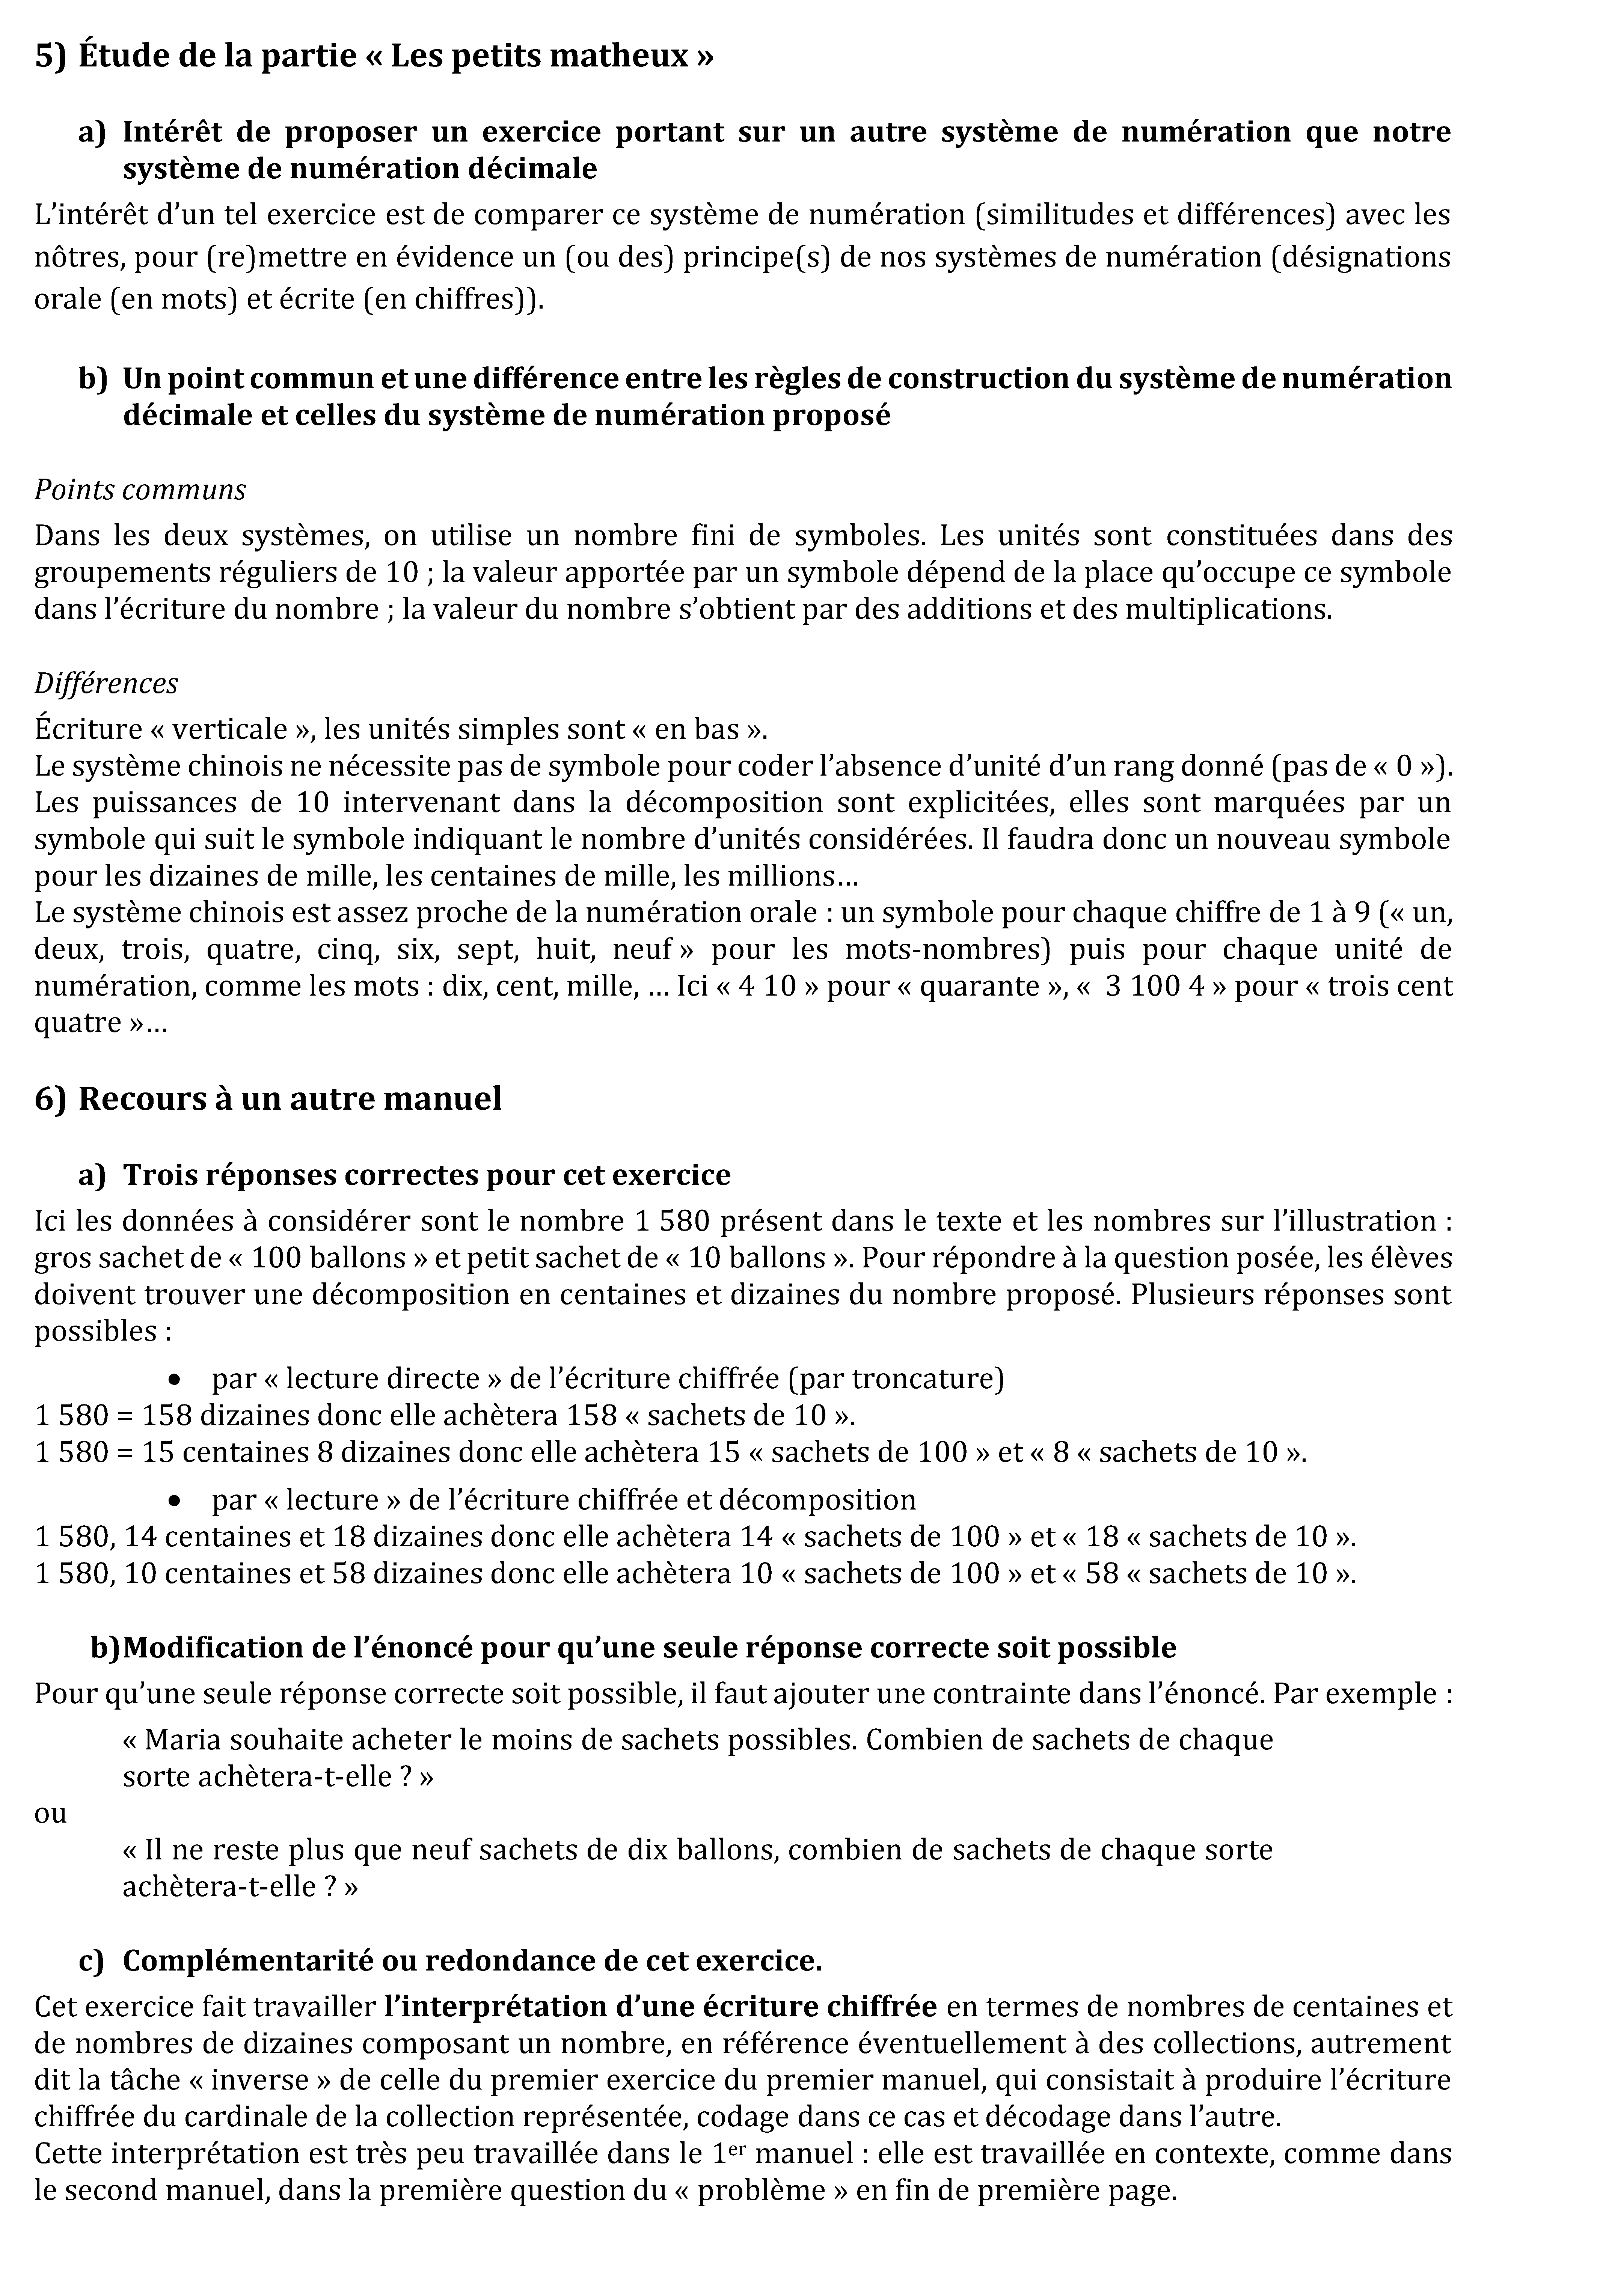 5) Étude de la partie « Les petits matheux »
a) Intérêt de proposer un exercice portant sur un autre système de numération que notre
système de numération décimale
L’intérêt d’un tel exercice est de comparer ce système de numération (similitudes et différences) avec les
nôtres, pour (re)mettre en évidence un (ou des) principe(s) de nos systèmes de numération (désignations
orale (en mots) et écrite (en chiffres)).
b) Un point commun et une différence entre les règles de construction du système de numération
décimale et celles du système de numération proposé
Points communs
Dans les deux systèmes, on utilise un nombre fini de symboles. Les unités sont constituées dans des
groupements réguliers de 10 ; la valeur apportée par un symbole dépend de la place qu’occupe ce symbole
dans l’écriture du nombre ; la valeur du nombre s’obtient par des additions et des multiplications.
Différences
Écriture « verticale », les unités simples sont « en bas ».
Le système chinois ne nécessite pas de symbole pour coder l’absence d’unité d’un rang donné (pas de « 0 »).
Les puissances de 10 intervenant dans la décomposition sont explicitées, elles sont marquées par un
symbole qui suit le symbole indiquant le nombre d’unités considérées. Il faudra donc un nouveau symbole
pour les dizaines de mille, les centaines de mille, les millions…
Le système chinois est assez proche de la numération orale : un symbole pour chaque chiffre de 1 à 9 (« un,
deux, trois, quatre, cinq, six, sept, huit, neuf » pour les mots-nombres) puis pour chaque unité de
numération, comme les mots : dix, cent, mille, … Ici « 4 10 » pour « quarante », « 3 100 4 » pour « trois cent
quatre »…
6) Recours à un autre manuel
a) Trois réponses correctes pour cet exercice
Ici les données à considérer sont le nombre 1 580 présent dans le texte et les nombres sur l’illustration :
gros sachet de « 100 ballons » et petit sachet de « 10 ballons ». Pour répondre à la question posée, les élèves
doivent trouver une décomposition en centaines et dizaines du nombre proposé. Plusieurs réponses sont
possibles :
• par « lecture directe » de l’écriture chiffrée (par troncature)
1 580 = 158 dizaines donc elle achètera 158 « sachets de 10 ».
1 580 = 15 centaines 8 dizaines donc elle achètera 15 « sachets de 100 » et « 8 « sachets de 10 ».
• par « lecture » de l’écriture chiffrée et décomposition
1 580, 14 centaines et 18 dizaines donc elle achètera 14 « sachets de 100 » et « 18 « sachets de 10 ».
1 580, 10 centaines et 58 dizaines donc elle achètera 10 « sachets de 100 » et « 58 « sachets de 10 ».
b) Modification de l’énoncé pour qu’une seule réponse correcte soit possible
Pour qu’une seule réponse correcte soit possible, il faut ajouter une contrainte dans l’énoncé. Par exemple :
« Maria souhaite acheter le moins de sachets possibles. Combien de sachets de chaque
sorte achètera-t-elle ? »
ou
« Il ne reste plus que neuf sachets de dix ballons, combien de sachets de chaque sorte
achètera-t-elle ? »
c) Complémentarité ou redondance de cet exercice.
Cet exercice fait travailler l’interprétation d’une écriture chiffrée en termes de nombres de centaines et
de nombres de dizaines composant un nombre, en référence éventuellement à des collections, autrement
dit la tâche « inverse » de celle du premier exercice du premier manuel, qui consistait à produire l’écriture
chiffrée du cardinale de la collection représentée, codage dans ce cas et décodage dans l’autre.
Cette interprétation est très peu travaillée dans le 1er manuel : elle est travaillée en contexte, comme dans
le second manuel, dans la première question du « problème » en fin de première page.